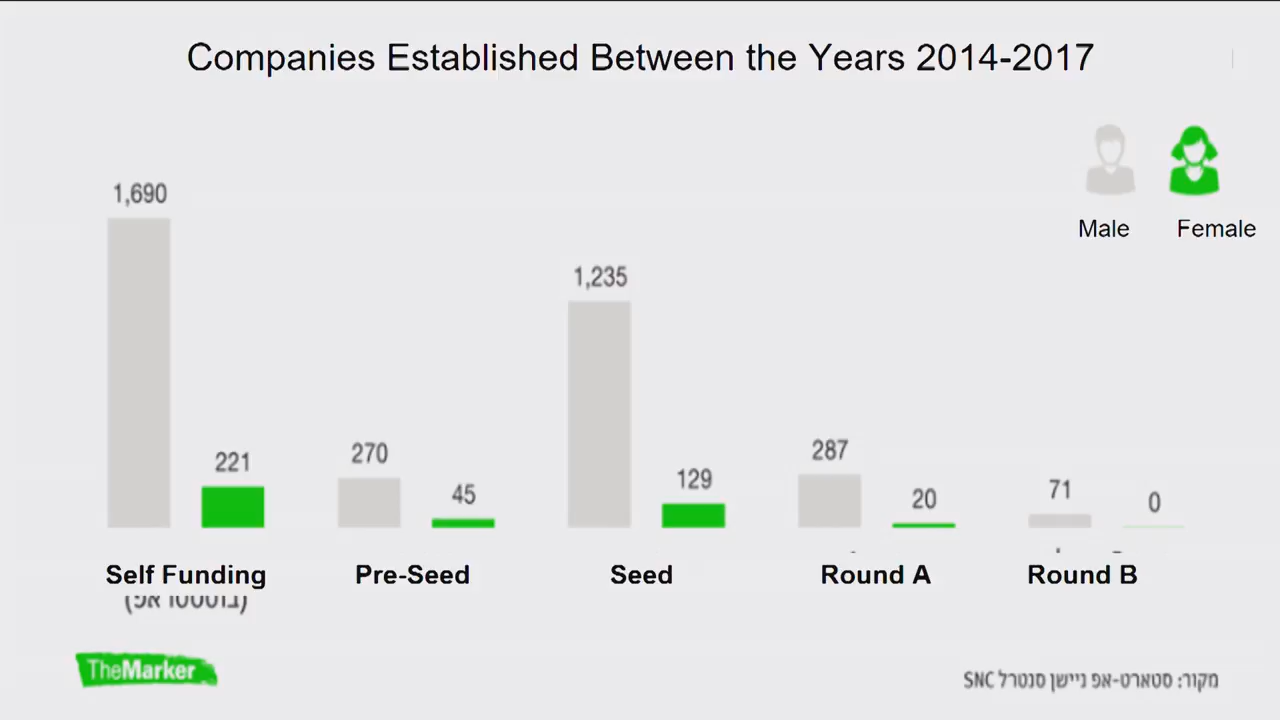 Companies Established Between the Years 2014-2017
Male Female
1,690 221 270 45 1,235 129 287 20 71 0
Self Funding Pre-Seed Seed Round A Round B
TheMarker
מקור: סטארט-אפ ניישן סנטרל SNC